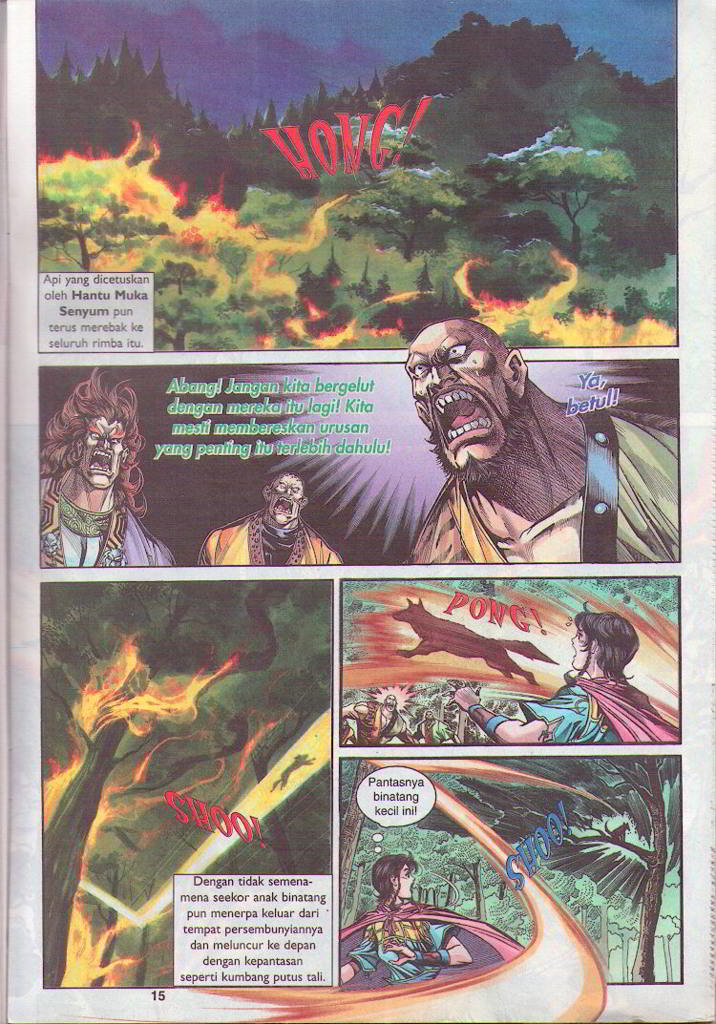 HONG!
Api yang dicetuskan
oleh Hantu Muka
Senyum pun
terus merebak ke
seluruh rimba itu.
Abang! Jangan kita bergelut
dengan mereka itu lagi! Kita
mesti membereskan urusan
yang penting itu terlebih dahulu!
Ya,
betul!
SHOO!
Dengan tidak semena-
mena seekor anak binatang
pun menerpa keluar dari
tempat persembunyiannya
dan meluncur ke depan
dengan kepantasan
seperti kumbang putus tali.
PONG!
Pantasnya
binatang
kecil ini!
SHOO!
15